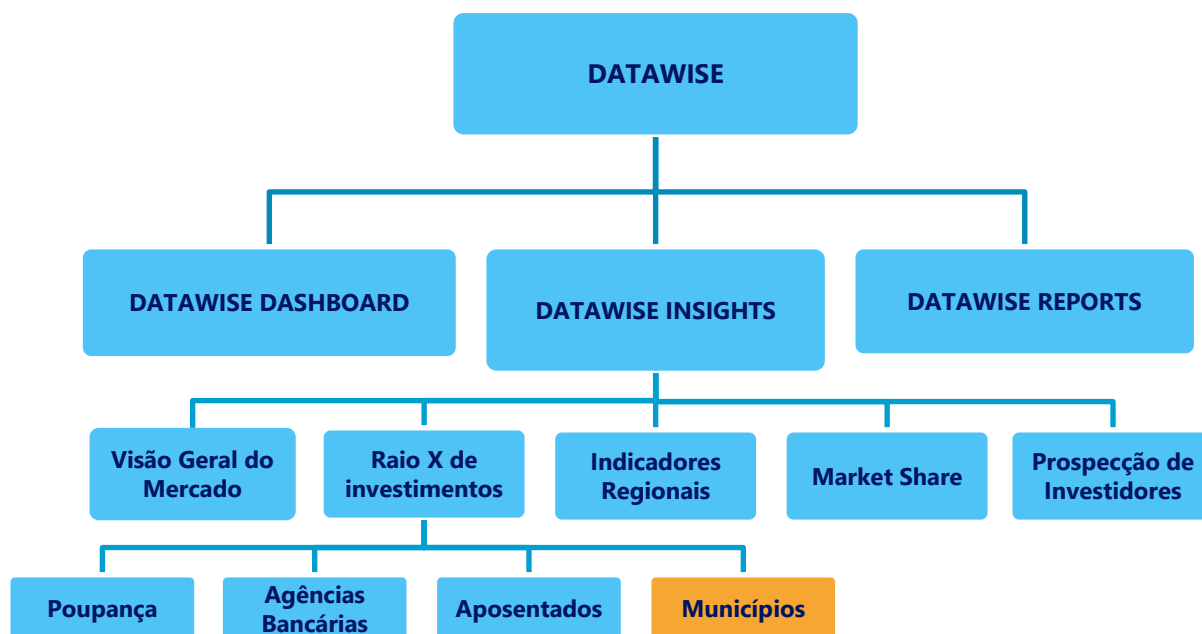 DATAWISE
DATAWISE DASHBOARD
DATAWISE INSIGHTS
DATAWISE REPORTS
Visão Geral do
Mercado
Raio X de
investimentos
Indicadores
Regionais
Market Share
Prospecção de
Investidores
Poupança
Agências
Bancárias
Aposentados
Municípios